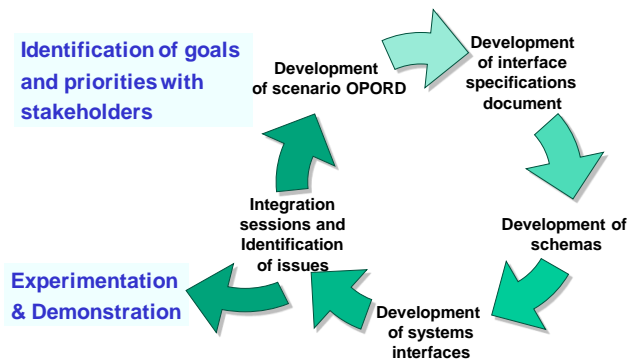 Identification of goals
and priorities with
stakeholders
Development
of scenario OPORD
Development
of interface
specifications
document
Development of
schemas
Development
of systems
interfaces
Integration
sessions and
Identification
of issues
Experimentation
& Demonstration